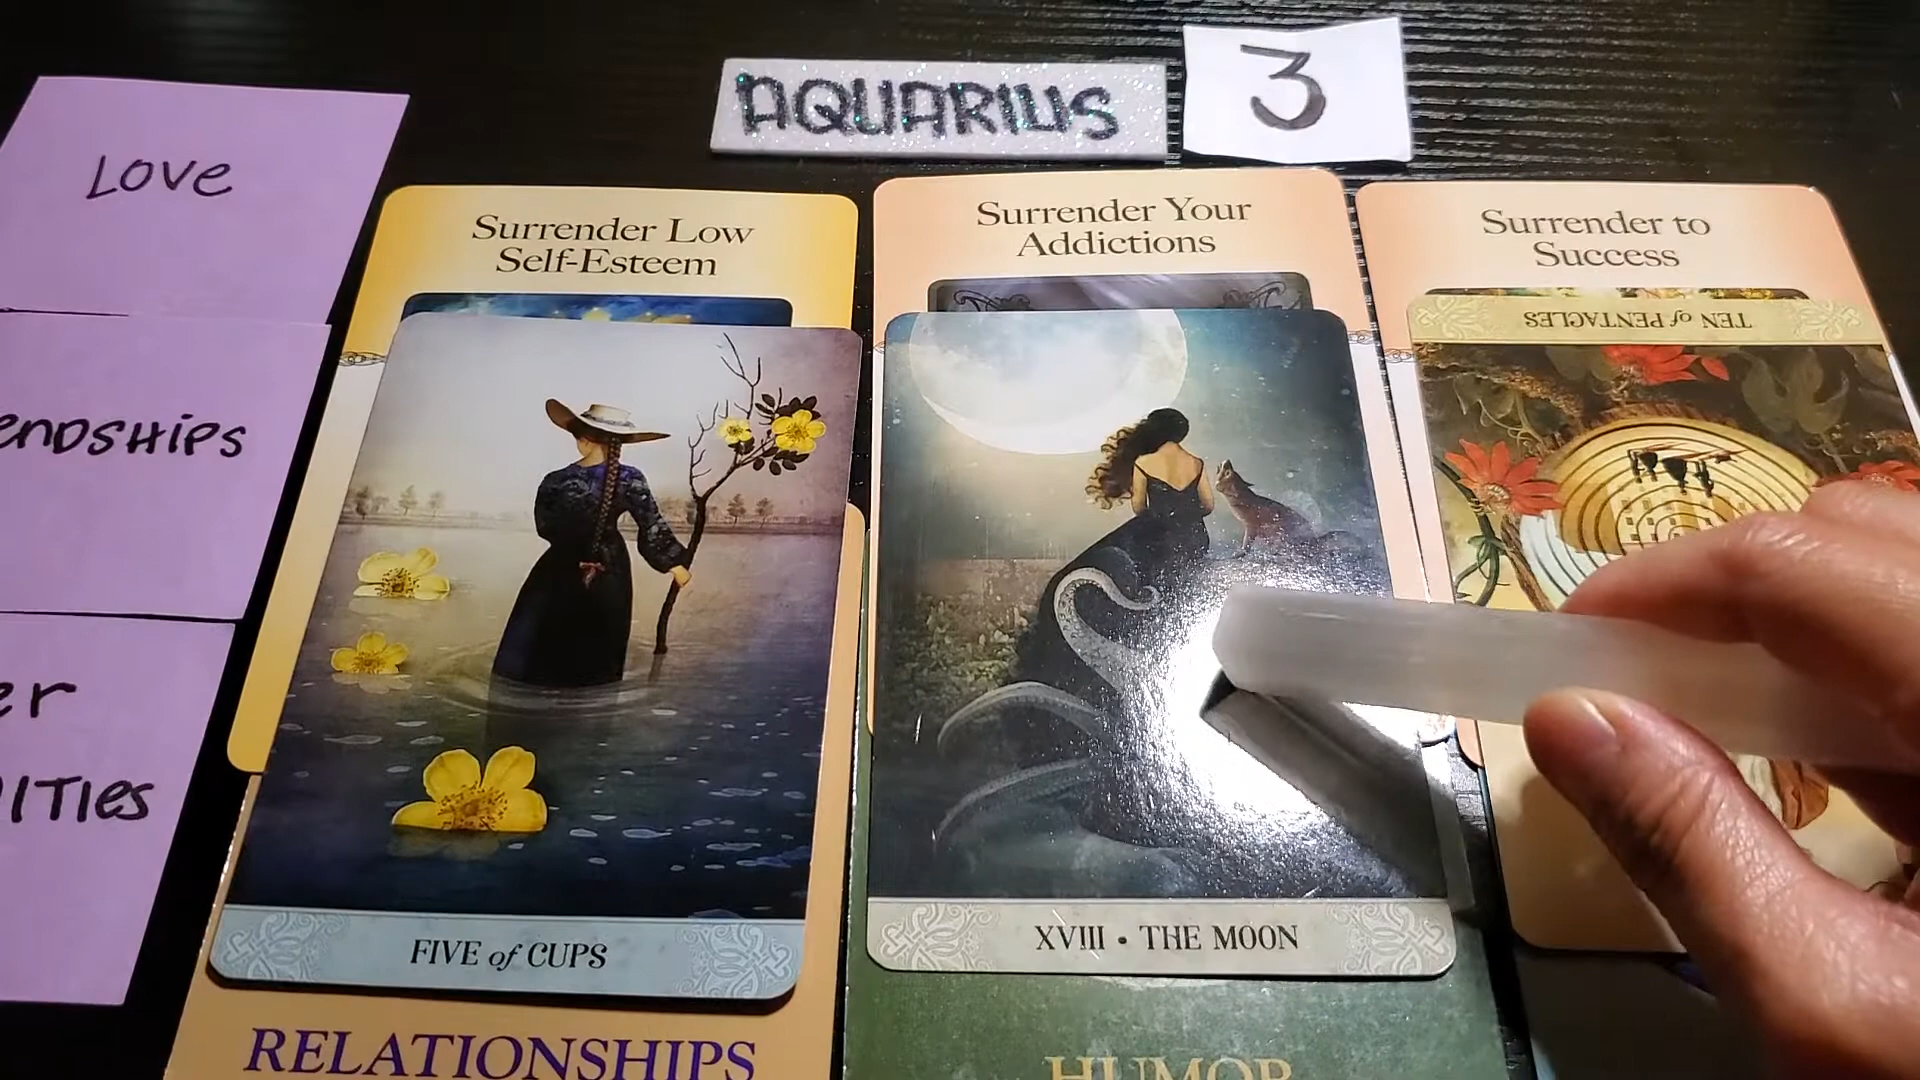 AQUARIUS
3
LOVE
ENDSHIPS
ER
ITIES
Surrender Low
Self-Esteem
Surrender Your
Addictions
Surrender to
Success
TEN of PENTACLES
FIVE of CUPS
XVIII • THE MOON
RELATIONSHIPS
HUMOR